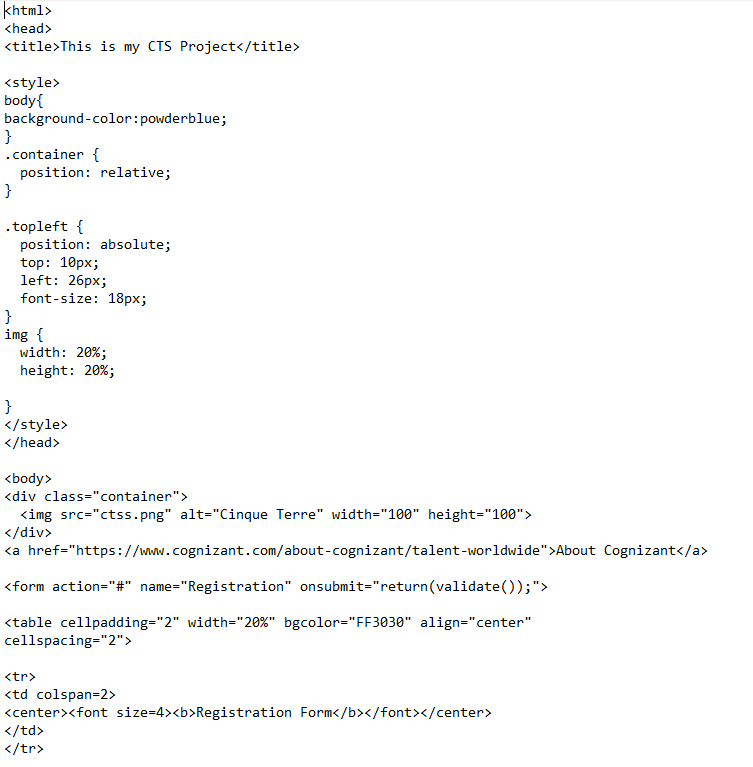 <html>
<head>
<title>This is my CTS Project</title>
<style>
body{
background-color:powderblue;
}
.container {
  position: relative;
}
.topleft {
  position: absolute;
  top: 10px;
  left: 26px;
  font-size: 18px;
}
img {
  width: 20%;
  height: 20%;
}
</style>
</head>
<body>
<div class="container">
  <img src="ctss.png" alt="Cinque Terre" width="100" height="100">
</div>
<a href="https://www.cognizant.com/about-cognizant/talent-worldwide">About Cognizant</a>
<form action="#" name="Registration" onsubmit="return(validate());">
<table cellpadding="2" width="20%" bgcolor="FF3030" align="center"
cellspacing="2">
<tr>
<td colspan=2>
<center><font size=4><b>Registration Form</b></font></center>
</td>
</tr>